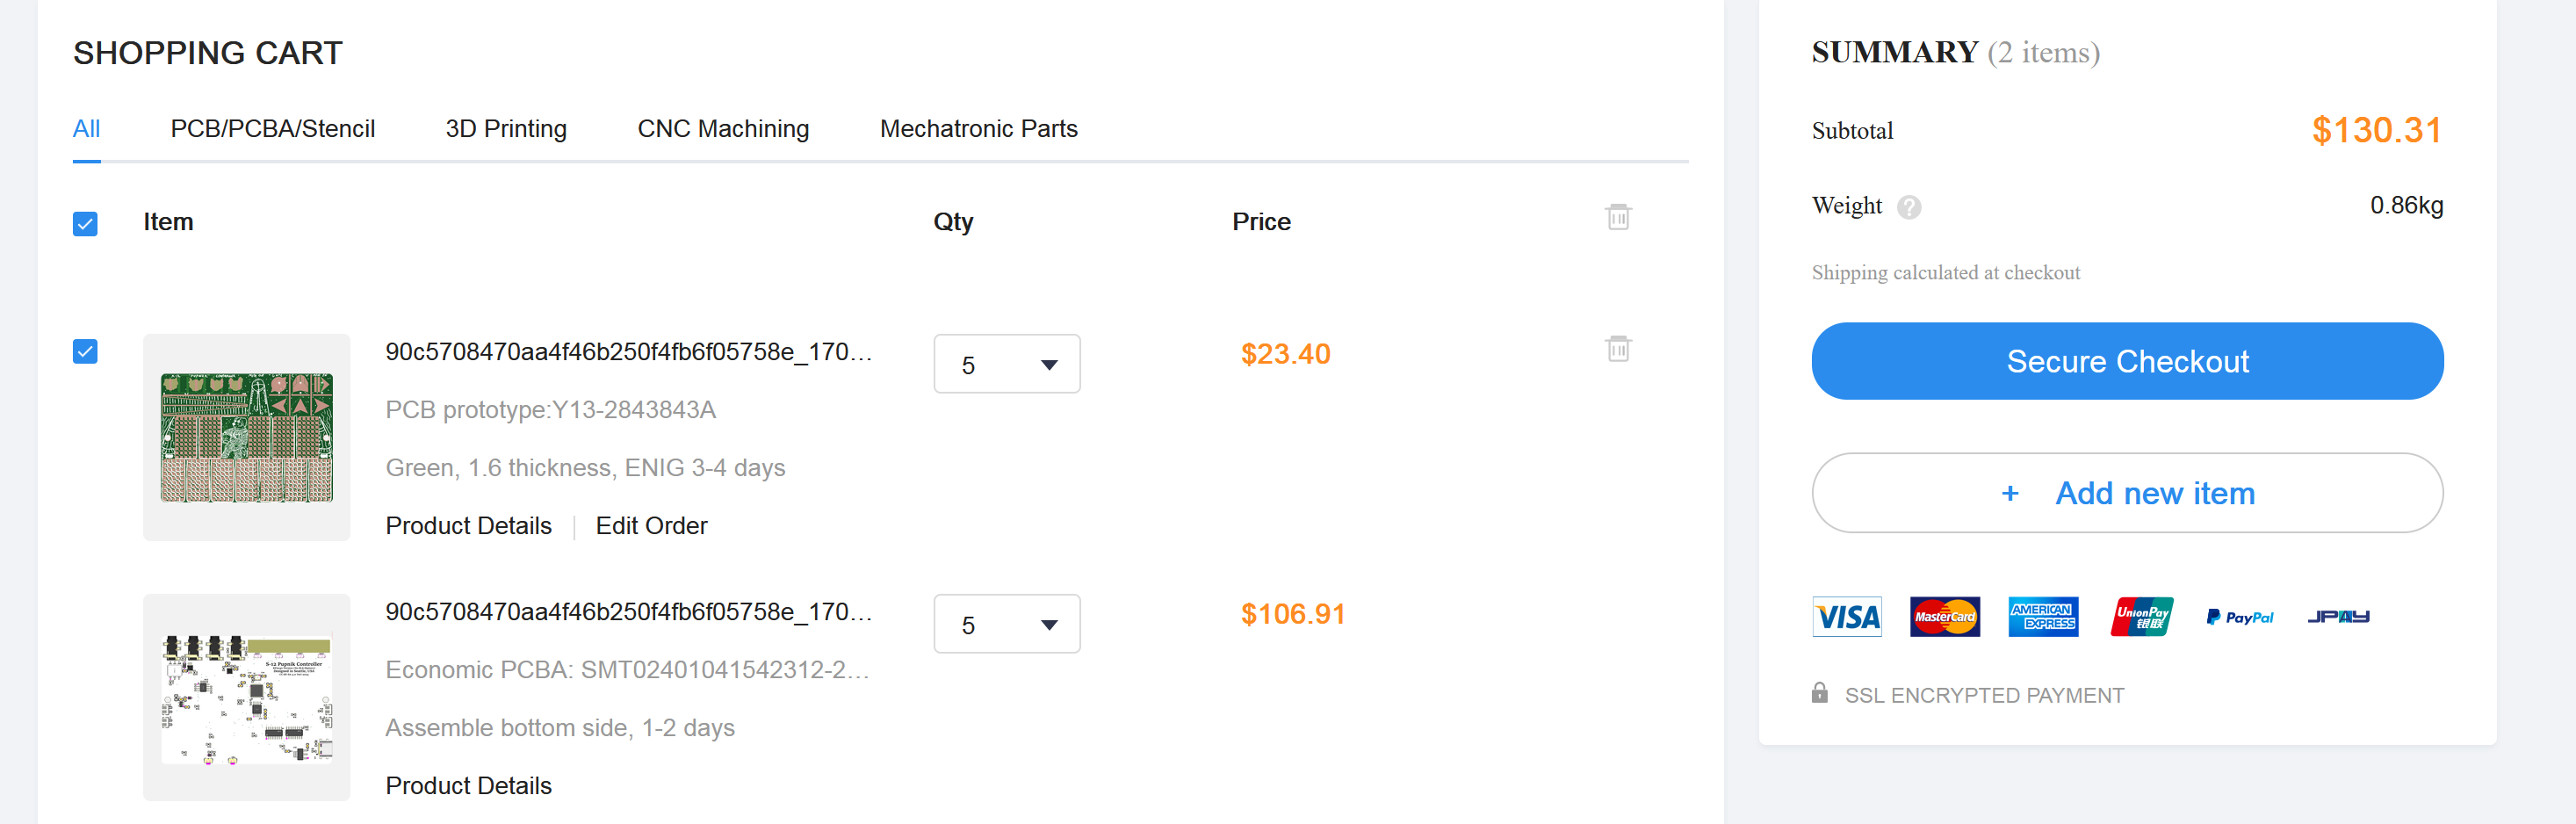 SHOPPING CART
All PCB/PCBA/Stencil 3D Printing CNC Machining Mechatronic Parts
Item Qty Price
90c5708470aa4f46b250f4fb6f05758e_170... 5 $23.40
PCB prototype:Y13-2843843A
Green, 1.6 thickness, ENIG 3-4 days
Product Details Edit Order
90c5708470aa4f46b250f4fb6f05758e_170... 5 $106.91
Economic PCBA: SMT02401041542312-2...
Assemble bottom side, 1-2 days
Product Details
S-12 Papnik Controller
SUMMARY (2 items)
Subtotal $130.31
Weight ? 0.86kg
Shipping calculated at checkout
Secure Checkout
+ Add new item
VISA MasterCard AMERICAN EXPRESS UnionPay 银联 PayPal JPAY
SSL ENCRYPTED PAYMENT